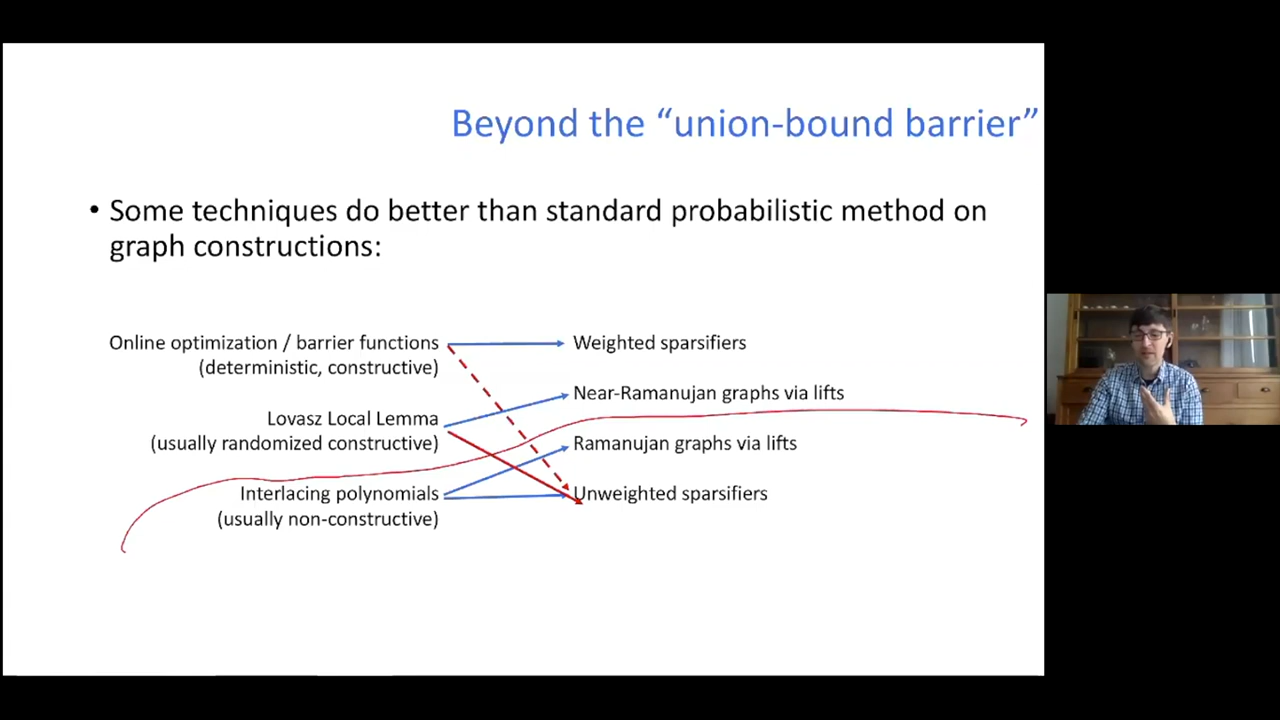 Beyond the “union-bound barrier”
• Some techniques do better than standard probabilistic method on
graph constructions:
Online optimization / barrier functions
(deterministic, constructive)
Lovasz Local Lemma
(usually randomized constructive)
Interlacing polynomials
(usually non-constructive)
Weighted sparsifiers
Near-Ramanujan graphs via lifts
Ramanujan graphs via lifts
Unweighted sparsifiers